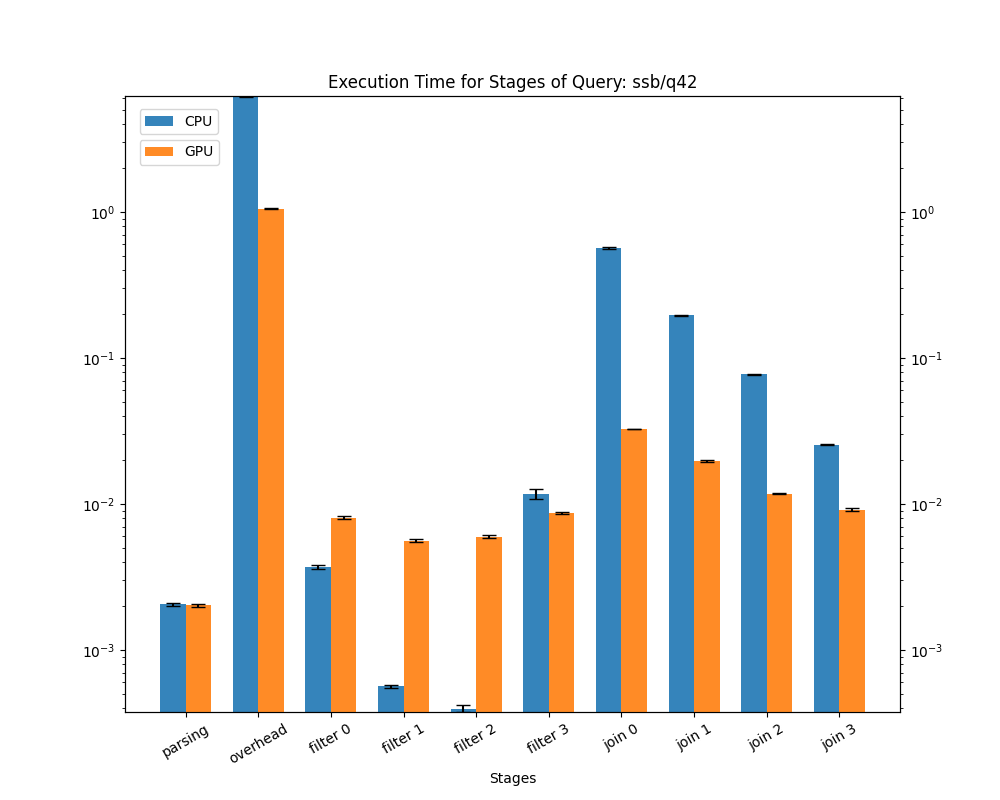 Execution Time for Stages of Query: ssb/q42
CPU
GPU
10⁰
10⁻¹
10⁻²
10⁻³
10⁰
10⁻¹
10⁻²
10⁻³
parsing
overhead
filter 0
filter 1
filter 2
filter 3
join 0
join 1
join 2
join 3
Stages